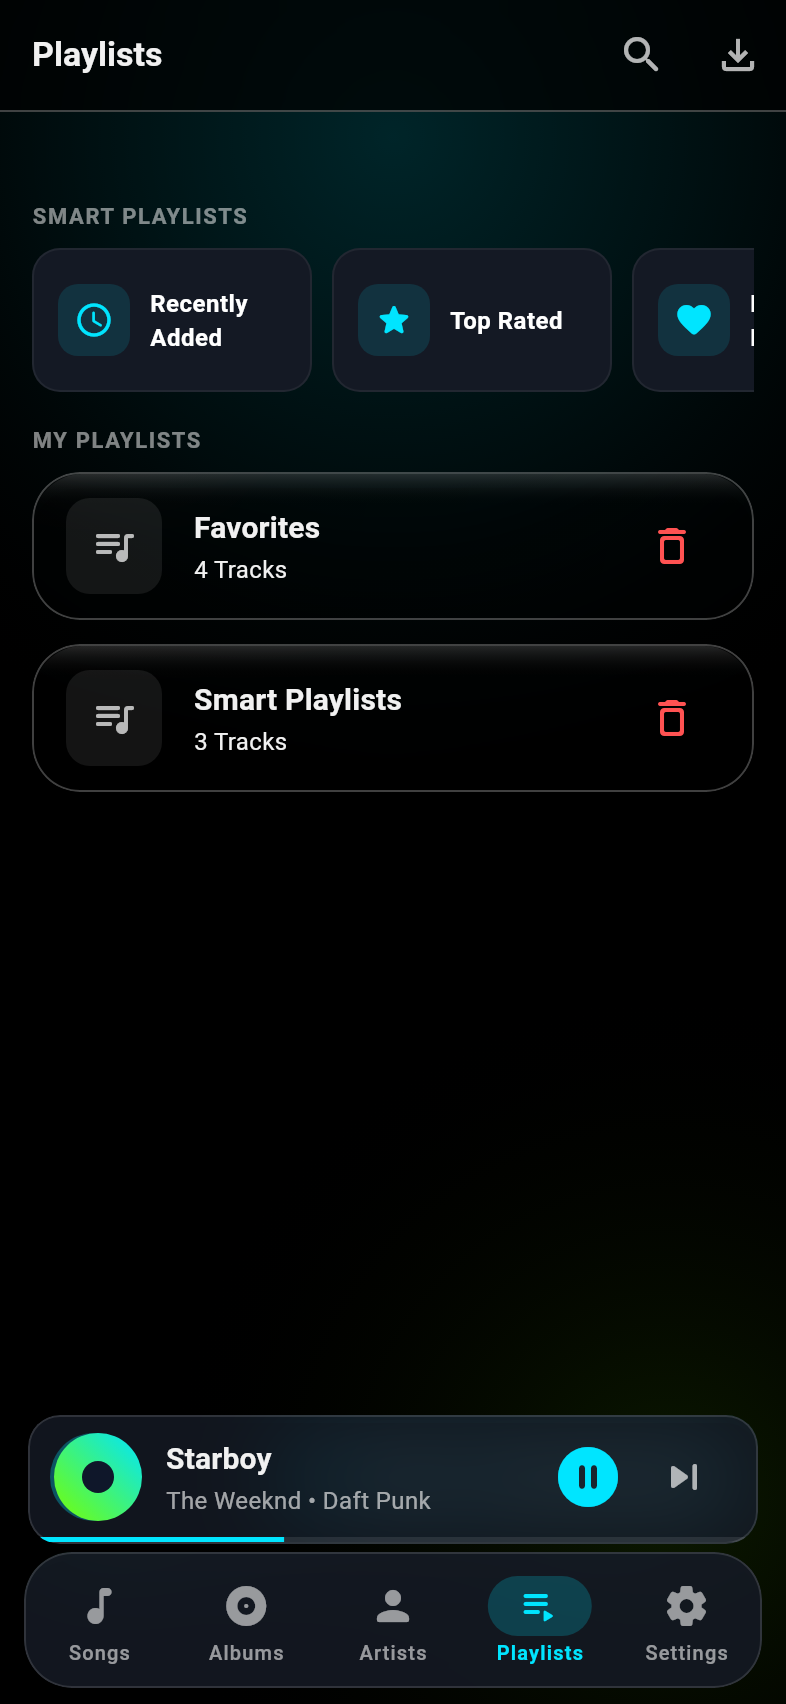 Playlists
SMART PLAYLISTS
Recently
Added
Top Rated
MY PLAYLISTS
Favorites
4 Tracks
Smart Playlists
3 Tracks
Starboy
The Weeknd • Daft Punk
Songs
Albums
Artists
Playlists
Settings